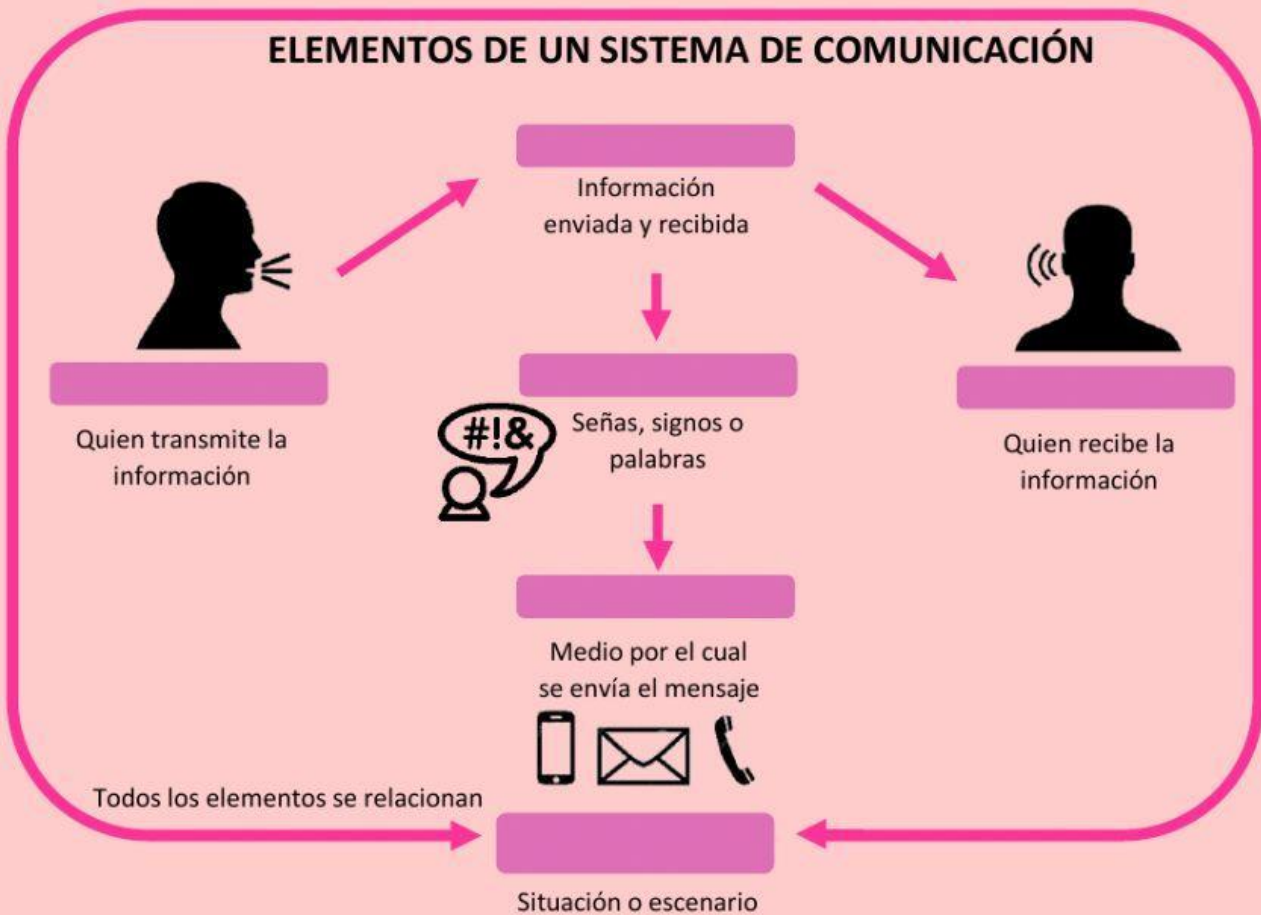 ELEMENTOS DE UN SISTEMA DE COMUNICACIÓN
Información
enviada y recibida
Quien transmite la
información
#!&
Señas, signos o
palabras
Quien recibe la
información
Medio por el cual
se envía el mensaje
Todos los elementos se relacionan
Situación o escenario